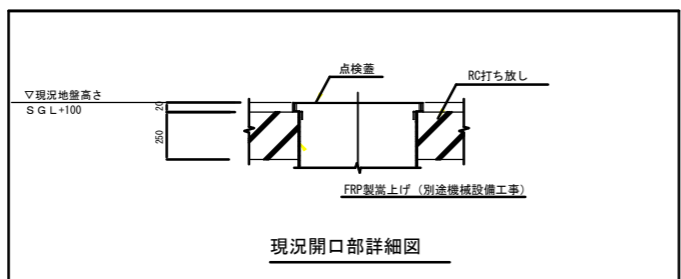 点検蓋
RC打ち放し
▽現況地盤高さ
SGL+100
20
250
FRP製嵩上げ（別途機械設備工事）
現況開口部詳細図